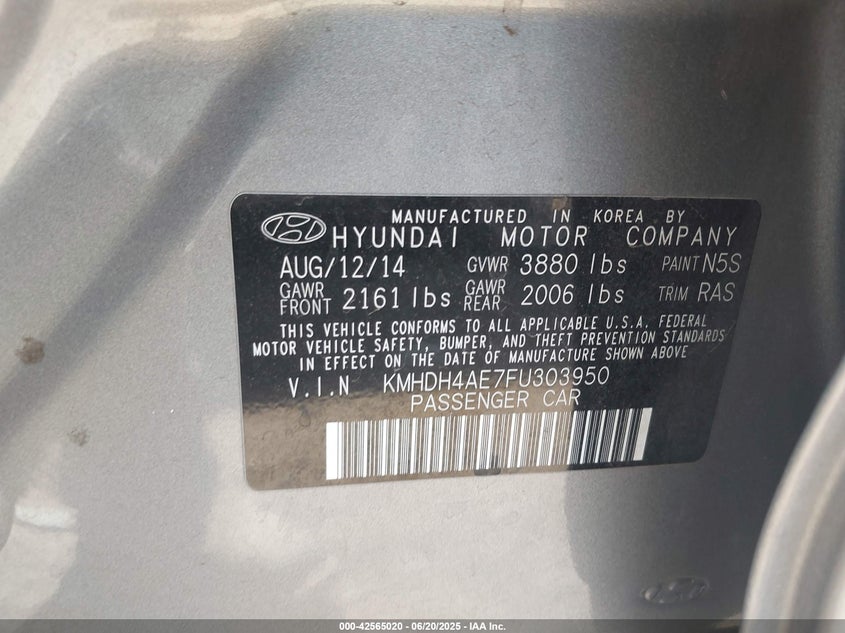 MANUFACTURED IN KOREA BY
HYUNDAI MOTOR COMPANY
AUG/12/14 GVWR 3880 lbs PAINT N5S
GAWR FRONT 2161 lbs GAWR REAR 2006 lbs TRIM RAS
THIS VEHICLE CONFORMS TO ALL APPLICABLE U.S.A. FEDERAL
MOTOR VEHICLE SAFETY, BUMPER, AND THEFT PREVENTION STANDARDS
IN EFFECT ON THE DATE OF MANUFACTURE SHOWN ABOVE
V.I.N KMHDH4AE7FU303950
PASSENGER CAR
000-42565020 - 06/20/2025 - IAA Inc.